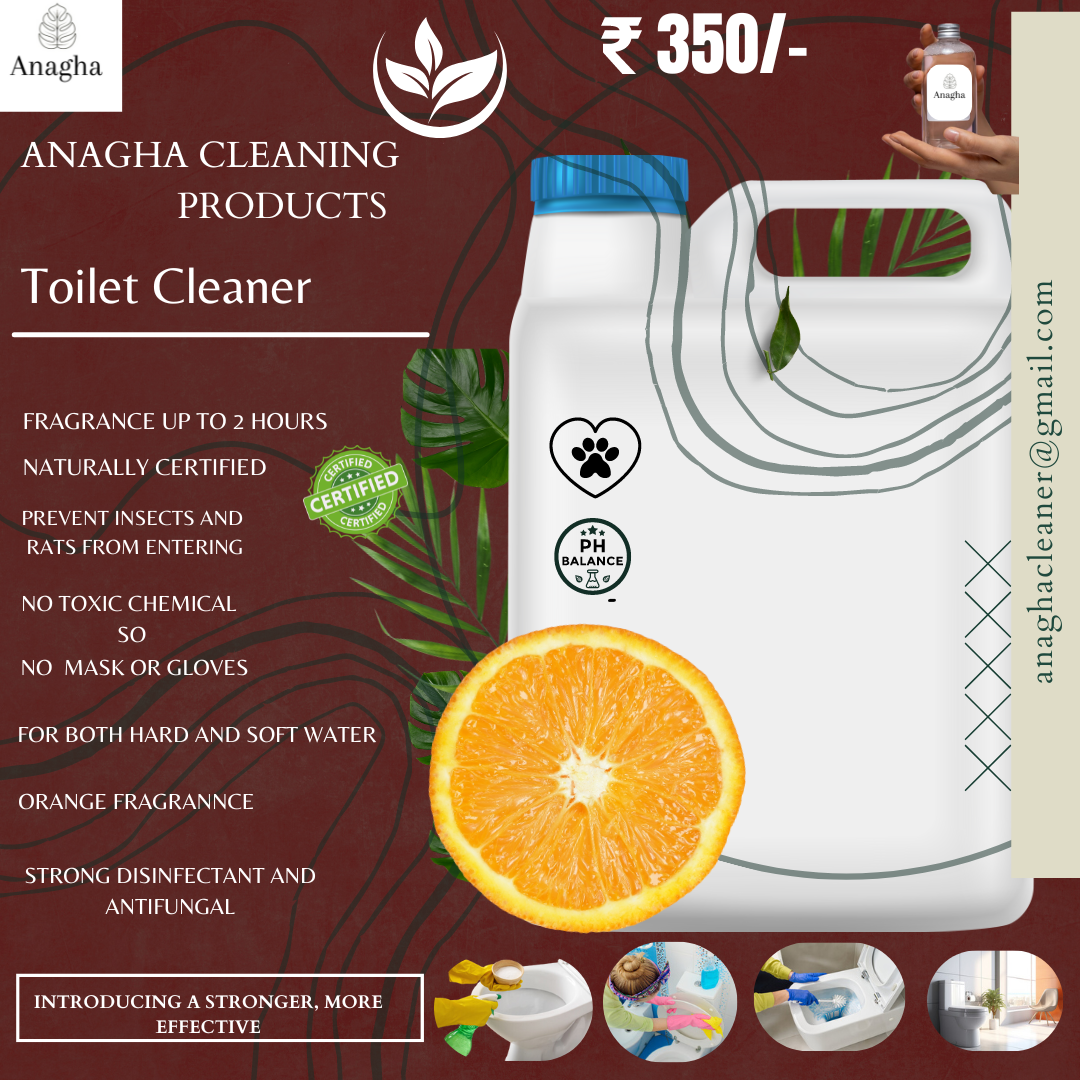 Anagha
₹ 350/-
Anagha
ANAGHA CLEANING
PRODUCTS
Toilet Cleaner
FRAGRANCE UP TO 2 HOURS
NATURALLY CERTIFIED
CERTIFIED
CERTIFIED
CERTIFIED
PREVENT INSECTS AND
RATS FROM ENTERING
NO TOXIC CHEMICAL
SO
NO MASK OR GLOVES
FOR BOTH HARD AND SOFT WATER
ORANGE FRAGRANNCE
STRONG DISINFECTANT AND
ANTIFUNGAL
INTRODUCING A STRONGER, MORE
EFFECTIVE
PH
BALANCE
anaghacleaner@gmail.com